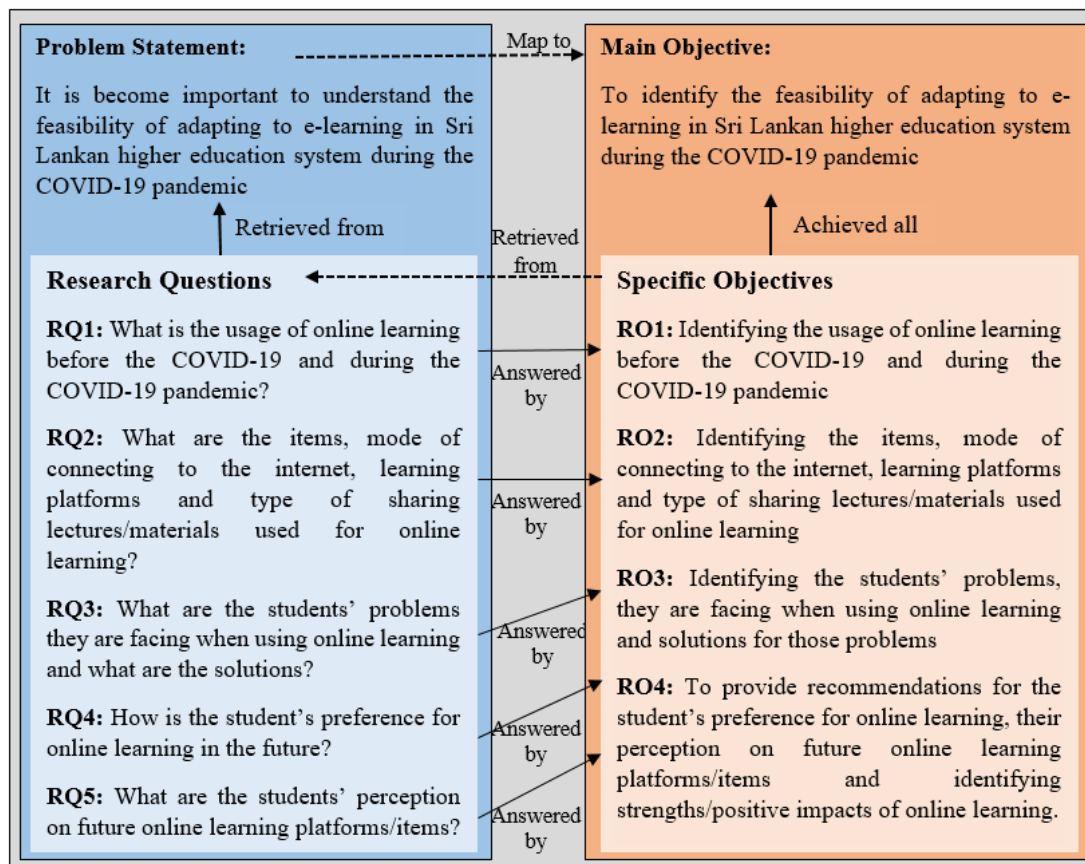 Problem Statement:
It is become important to understand the
feasibility of adapting to e-learning in Sri
Lankan higher education system during the
COVID-19 pandemic
Retrieved from
Research Questions
RQ1: What is the usage of online learning
before the COVID-19 and during the
COVID-19 pandemic?
RQ2: What are the items, mode of
connecting to the internet, learning
platforms and type of sharing
lectures/materials used for online
learning?
RQ3: What are the students’ problems
they are facing when using online learning
and what are the solutions?
RQ4: How is the student’s preference for
online learning in the future?
RQ5: What are the students’ perception
on future online learning platforms/items?
Map to
Retrieved
from
Answered
by
Answered
by
Answered
by
Answered
by
Answered
by
Main Objective:
To identify the feasibility of adapting to e-
learning in Sri Lankan higher education system
during the COVID-19 pandemic
Achieved all
Specific Objectives
RO1: Identifying the usage of online learning
before the COVID-19 and during the
COVID-19 pandemic
RO2: Identifying the items, mode of
connecting to the internet, learning platforms
and type of sharing lectures/materials used
for online learning
RO3: Identifying the students’ problems,
they are facing when using online learning
and solutions for those problems
RO4: To provide recommendations for the
student’s preference for online learning, their
perception on future online learning
platforms/items and identifying
strengths/positive impacts of online learning.